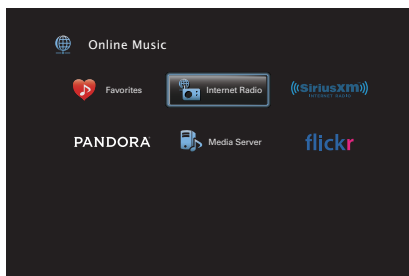 Online Music
Favorites
Internet Radio
((SiriusXM))
INTERNET RADIO
PANDORA
Media Server
flickr